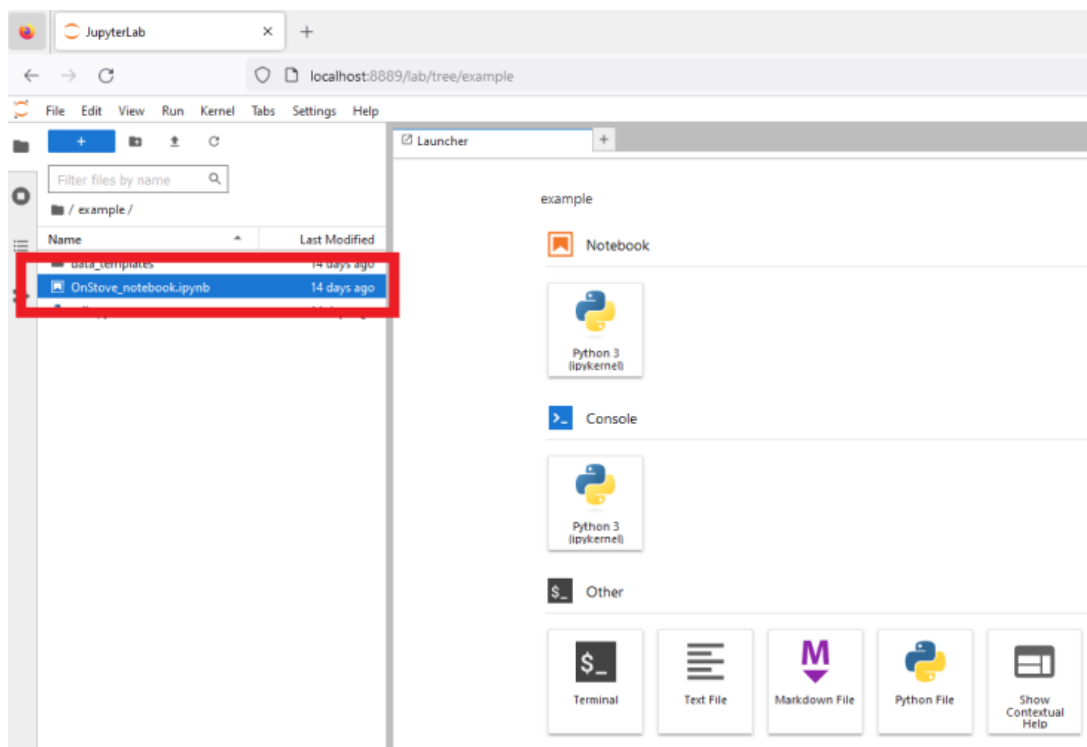 JupyterLab
localhost:8889/lab/tree/example
File Edit View Run Kernel Tabs Settings Help
Launcher
Filter files by name
/ example /
Name Last Modified
data_templates 14 days ago
OnStove_notebook.ipynb 14 days ago
example
Notebook
Python 3
(ipykernel)
Console
Python 3
(ipykernel)
$_ Other
$_
Terminal
Text File
M
Markdown File
Python File
Show
Contextual
Help